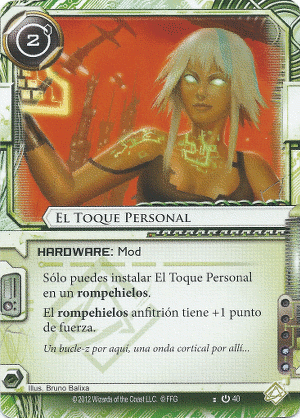 2
EL TOQUE PERSONAL
HARDWARE: Mod
Sólo puedes instalar El Toque Personal
en un rompehielos.
El rompehielos anfitrión tiene +1 punto
de fuerza.
Un bucle-z por aquí, una onda cortical por allí...
Illus. Bruno Balixa
© 2012 Wizards of the Coast LLC. © FFG
40